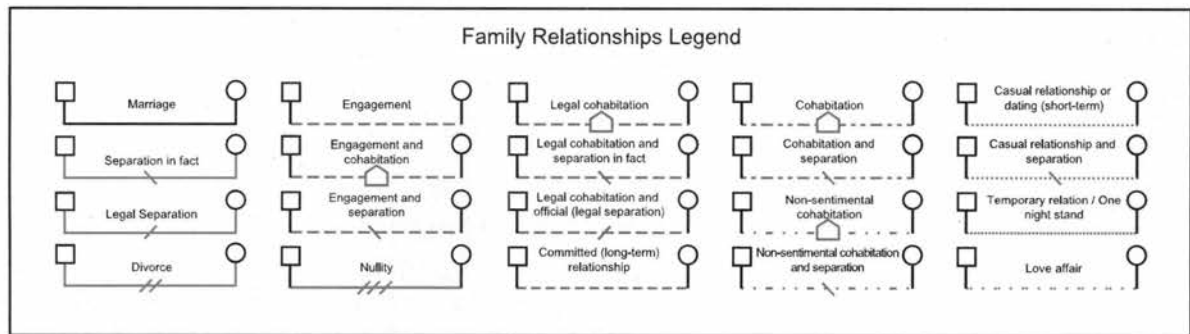 Family Relationships Legend
Marriage
Engagement
Legal cohabitation
Cohabitation
Casual relationship or
dating (short-term)
Separation in fact
Engagement and
cohabitation
Legal cohabitation and
separation in fact
Cohabitation and
separation
Casual relationship and
separation
Legal Separation
Engagement and
separation
Legal cohabitation and
official (legal separation)
Non-sentimental
cohabitation
Temporary relation / One
night stand
Divorce
Nullity
Committed (long-term)
relationship
Non-sentimental cohabitation
and separation
Love affair